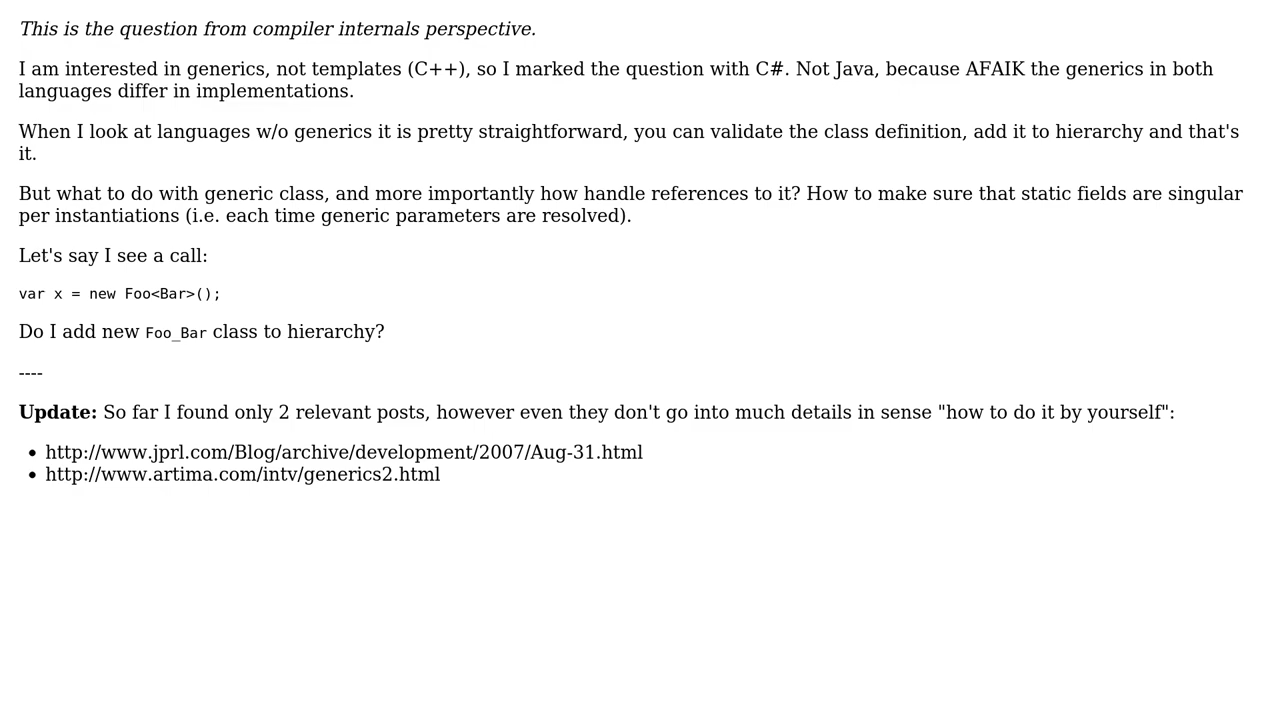 This is the question from compiler internals perspective.
I am interested in generics, not templates (C++), so I marked the question with C#. Not Java, because AFAIK the generics in both
languages differ in implementations.
When I look at languages w/o generics it is pretty straightforward, you can validate the class definition, add it to hierarchy and that's
it.
But what to do with generic class, and more importantly how handle references to it? How to make sure that static fields are singular
per instantiations (i.e. each time generic parameters are resolved).
Let's say I see a call:
var x = new Foo<Bar>();
Do I add new Foo_Bar class to hierarchy?
----
Update: So far I found only 2 relevant posts, however even they don't go into much details in sense "how to do it by yourself":
• http://www.jprl.com/Blog/archive/development/2007/Aug-31.html
• http://www.artima.com/intv/generics2.html